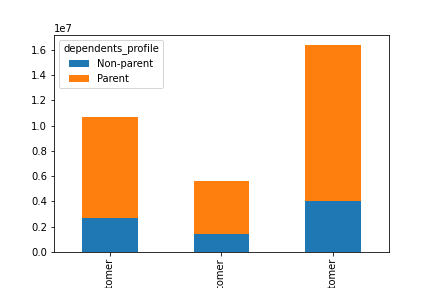 1e7
dependents_profile
Non-parent
Parent
1.6
1.4
1.2
1.0
0.8
0.6
0.4
0.2
0.0
tomer
tomer
tomer